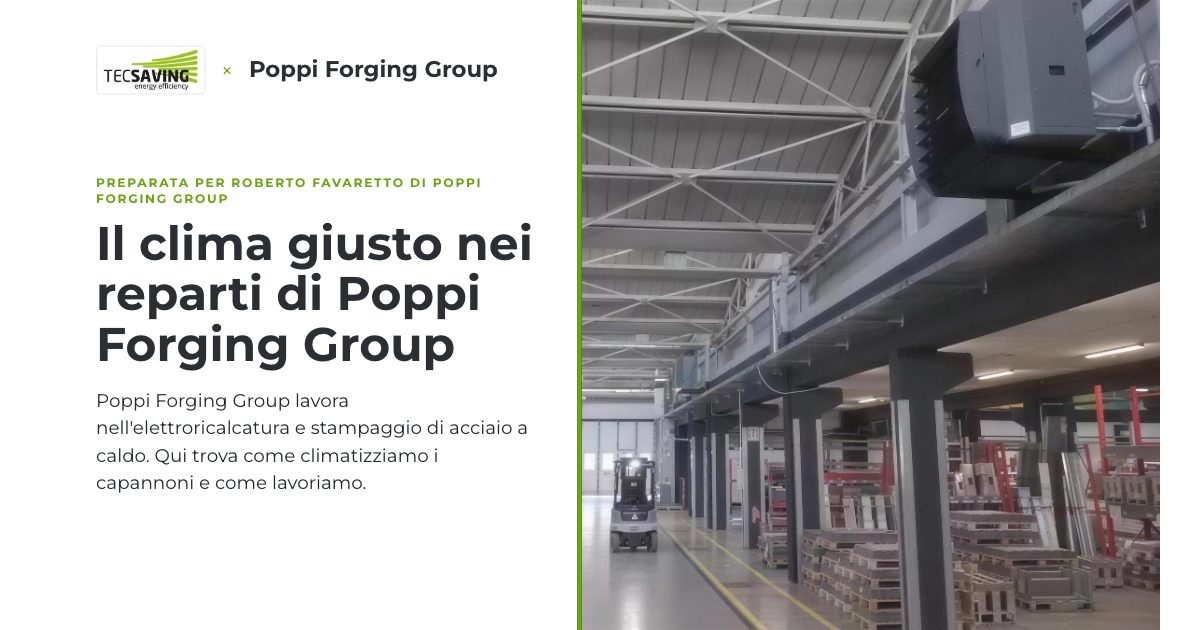 TECSAVING
energy efficiency
× Poppi Forging Group
PREPARATA PER ROBERTO FAVARETTO DI POPPI
FORGING GROUP
Il clima giusto nei
reparti di Poppi
Forging Group
Poppi Forging Group lavora
nell'elettroricalcatura e stampaggio di acciaio a
caldo. Qui trova come climatizziamo i
capannoni e come lavoriamo.